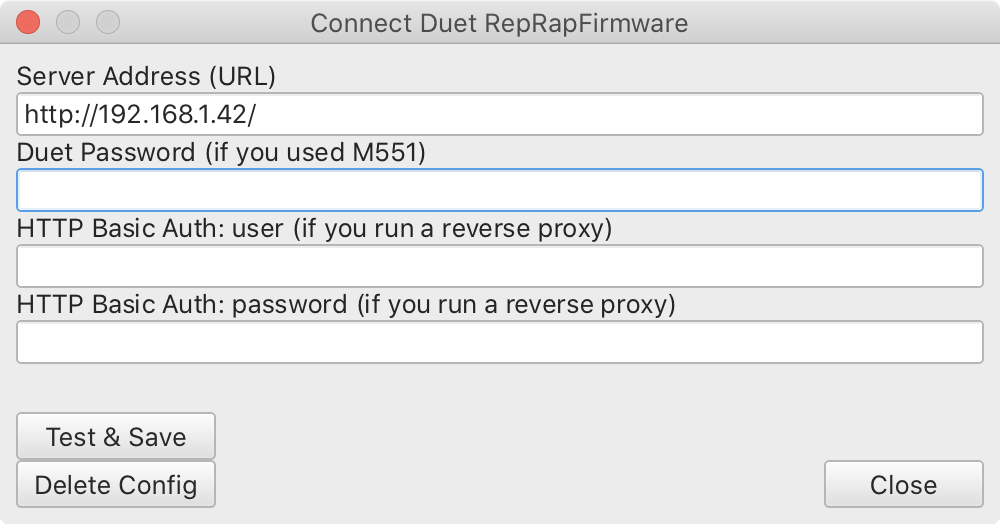 Connect Duet RepRapFirmware
Server Address (URL)
http://192.168.1.42/
Duet Password (if you used M551)
HTTP Basic Auth: user (if you run a reverse proxy)
HTTP Basic Auth: password (if you run a reverse proxy)
Test & Save
Delete Config
Close